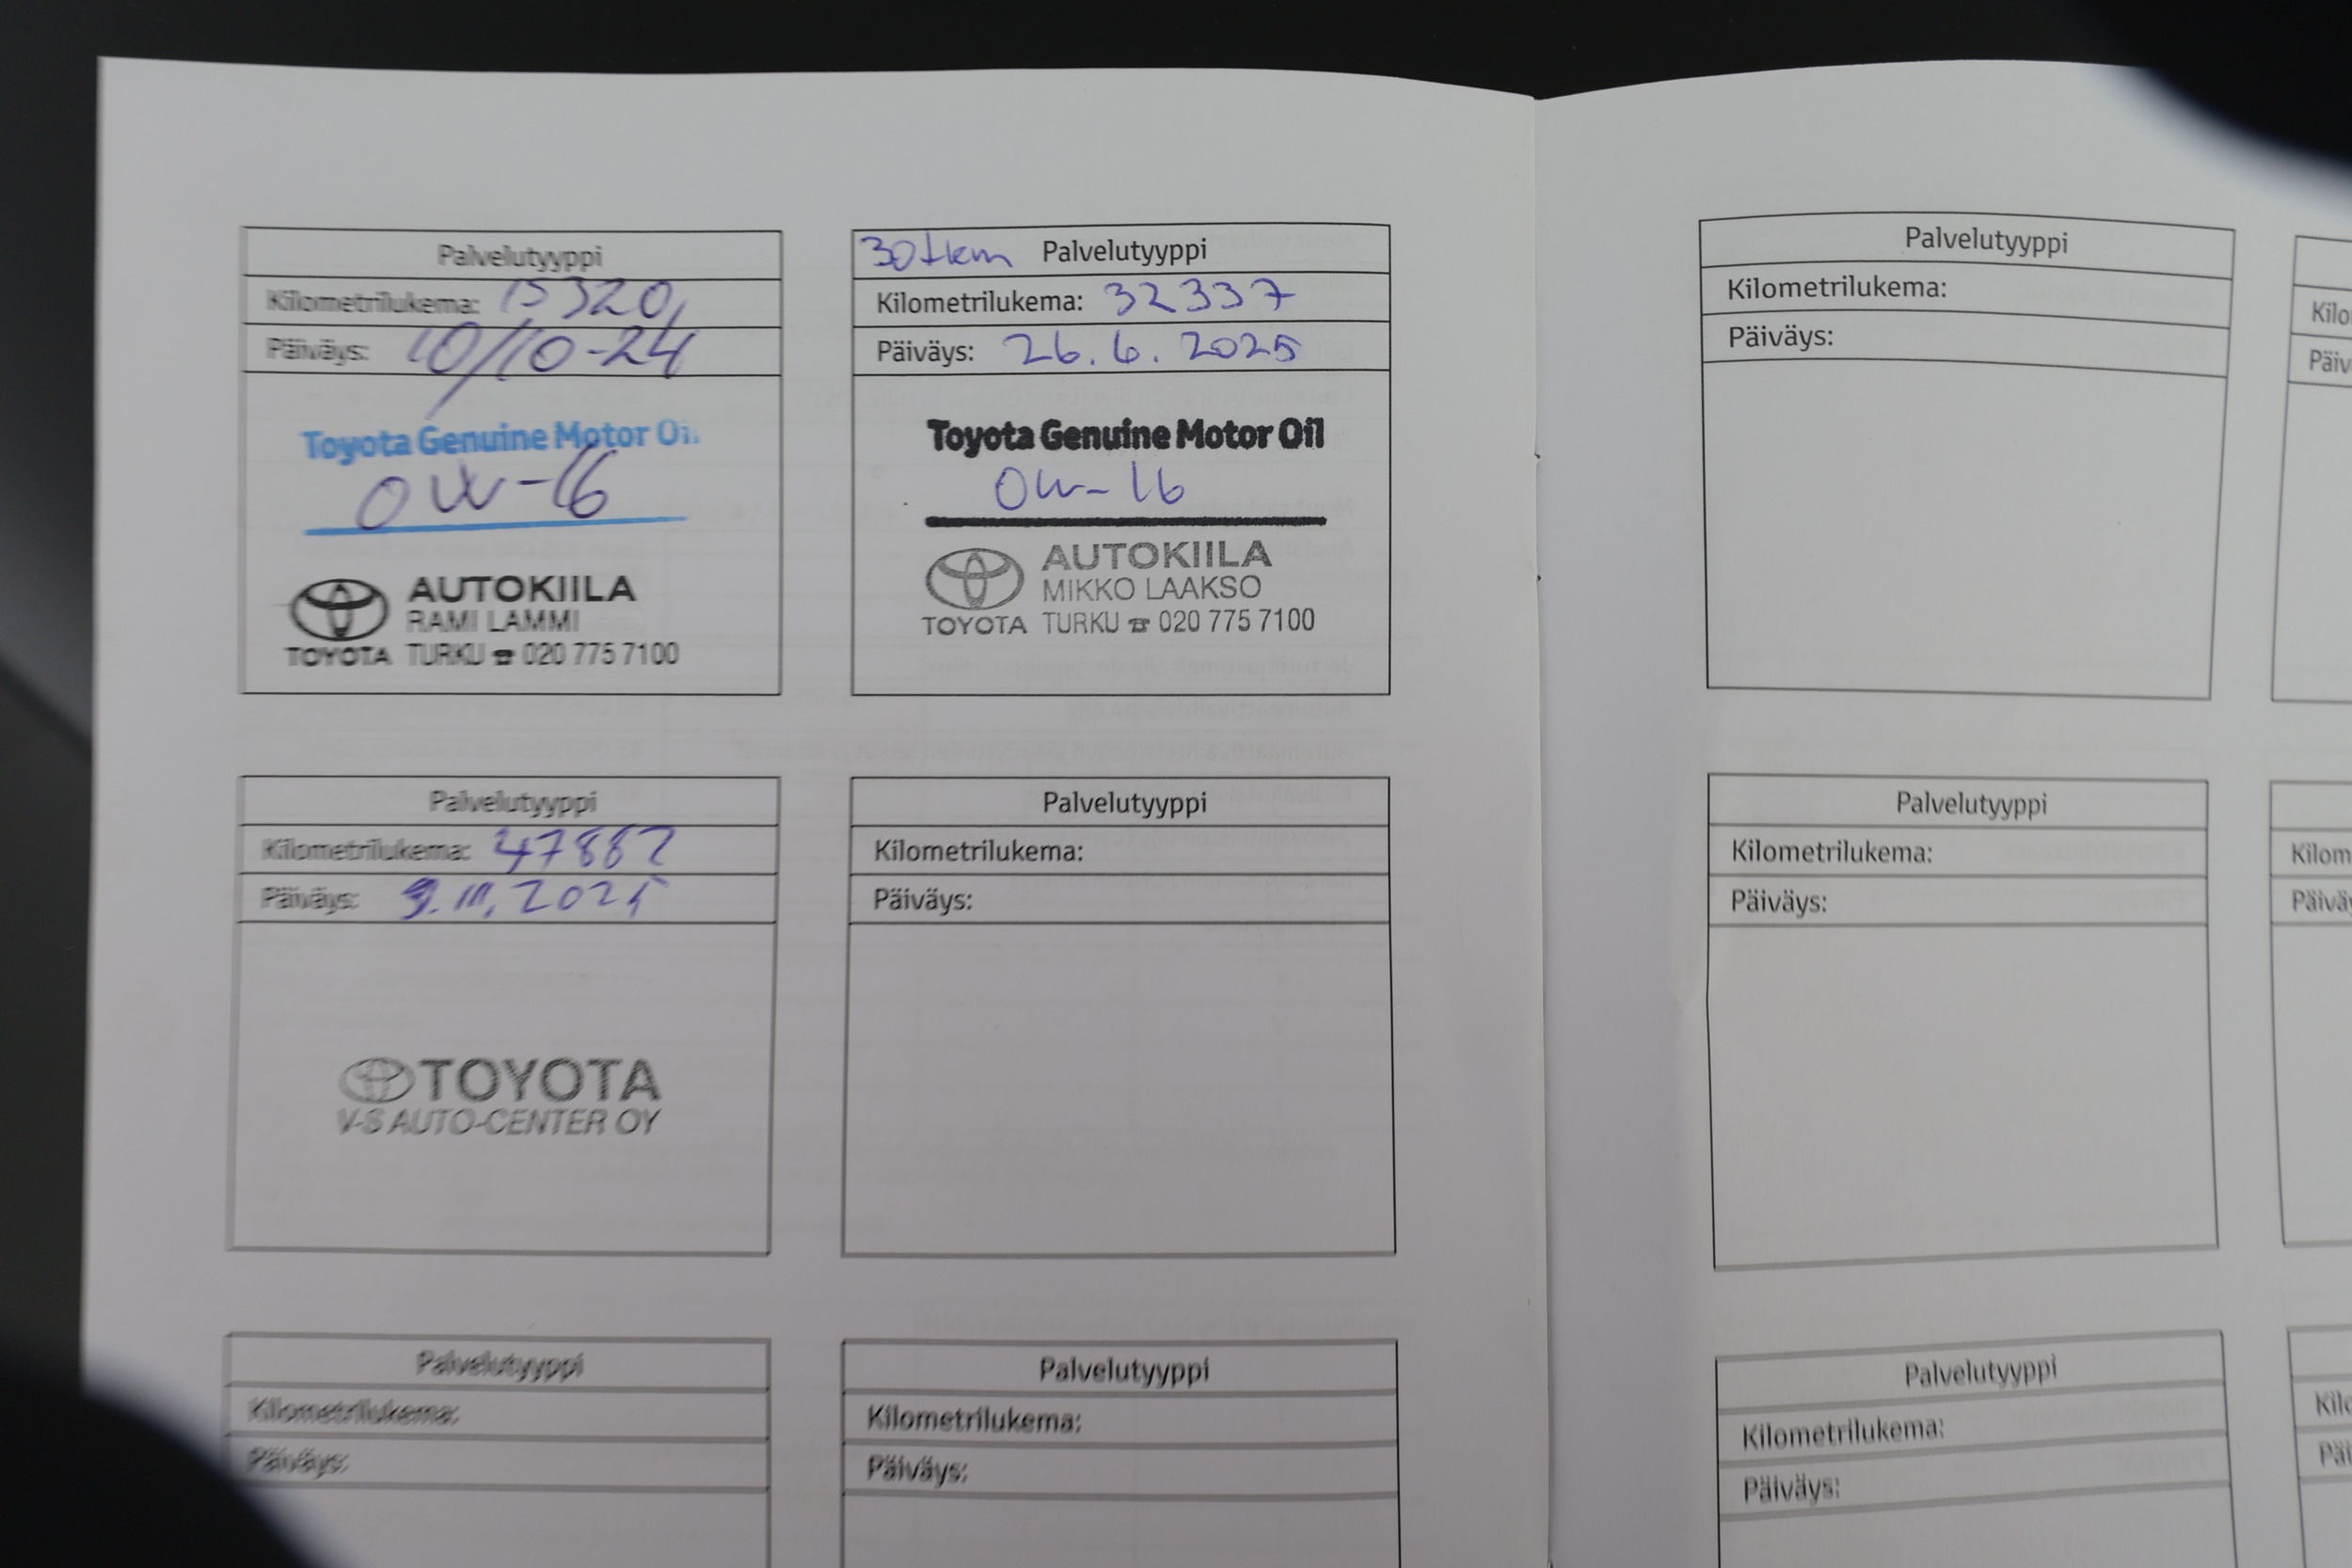 Palvelutyyppi
Kilometrilukema: 15320
Päiväys: 10/10-24
Toyota Genuine Motor Oil
0W-16
AUTOKIILA
RAMI LAMMI
TOYOTA TURKU ☎ 020 775 7100
30tkm Palvelutyyppi
Kilometrilukema: 32337
Päiväys: 26.6.2025
Toyota Genuine Motor Oil
0W-16
AUTOKIILA
MIKKO LAAKSO
TOYOTA TURKU ☎ 020 775 7100
Palvelutyyppi
Kilometrilukema:
Päiväys:
Palvelutyyppi
Kilometrilukema: 47882
Päiväys: 2025
TOYOTA
V-S AUTO-CENTER OY
Palvelutyyppi
Kilometrilukema:
Päiväys:
Palvelutyyppi
Kilometrilukema:
Päiväys:
Palvelutyyppi
Kilometrilukema:
Päiväys:
Palvelutyyppi
Kilometrilukema:
Päiväys:
Palvelutyyppi
Kilometrilukema:
Päiväys: